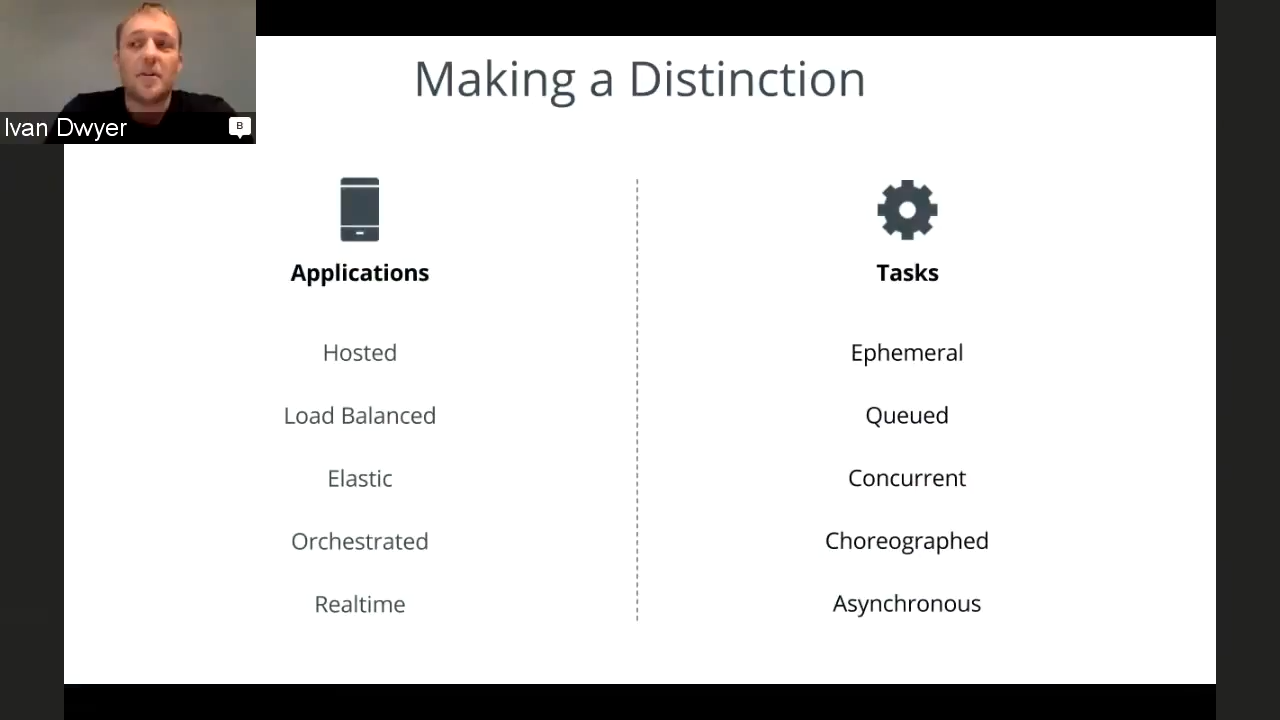 Making a Distinction
Ivan Dwyer
B
Applications
Hosted
Load Balanced
Elastic
Orchestrated
Realtime
Tasks
Ephemeral
Queued
Concurrent
Choreographed
Asynchronous